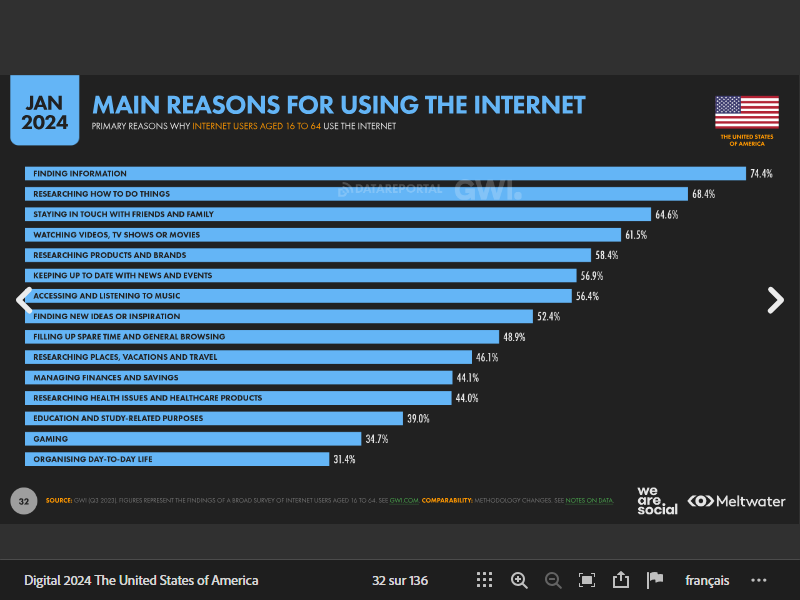 JAN
2024
MAIN REASONS FOR USING THE INTERNET
PRIMARY REASONS WHY INTERNET USERS AGED 16 TO 64 USE THE INTERNET
THE UNITED STATES
OF AMERICA
FINDING INFORMATION 74.4%
DATAREPORTAL GWI.
RESEARCHING HOW TO DO THINGS 68.4%
STAYING IN TOUCH WITH FRIENDS AND FAMILY 64.6%
WATCHING VIDEOS, TV SHOWS OR MOVIES 61.5%
RESEARCHING PRODUCTS AND BRANDS 58.4%
KEEPING UP TO DATE WITH NEWS AND EVENTS 56.9%
ACCESSING AND LISTENING TO MUSIC 56.4%
FINDING NEW IDEAS OR INSPIRATION 52.4%
FILLING UP SPARE TIME AND GENERAL BROWSING 48.9%
RESEARCHING PLACES, VACATIONS AND TRAVEL 46.1%
MANAGING FINANCES AND SAVINGS 44.1%
RESEARCHING HEALTH ISSUES AND HEALTHCARE PRODUCTS 44.0%
EDUCATION AND STUDY-RELATED PURPOSES 39.0%
GAMING 34.7%
ORGANISING DAY-TO-DAY LIFE 31.4%
32
SOURCE: GWI (Q3 2023). FIGURES REPRESENT THE FINDINGS OF A BROAD SURVEY OF INTERNET USERS AGED 16 TO 64. SEE GWI.COM. COMPARABILITY: METHODOLOGY CHANGES. SEE NOTES ON DATA.
we
are.
social
Meltwater
Digital 2024 The United States of America
32 sur 136
français